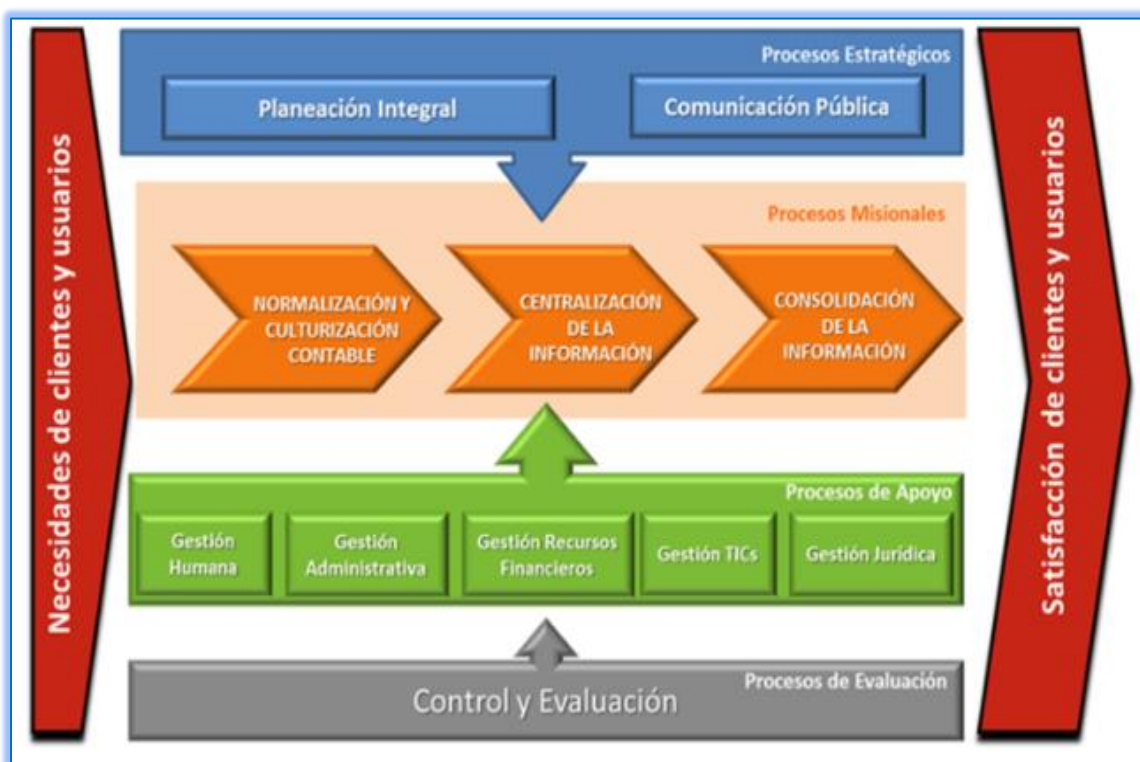 Necesidades de clientes y usuarios
Procesos Estratégicos
Planeación Integral
Comunicación Pública
Procesos Misionales
NORMALIZACIÓN Y
CULTURIZACIÓN
CONTABLE
CENTRALIZACIÓN
DE LA
INFORMACIÓN
CONSOLIDACIÓN
DE LA
INFORMACIÓN
Procesos de Apoyo
Gestión
Humana
Gestión
Administrativa
Gestión Recursos
Financieros
Gestión TICs
Gestión Jurídica
Procesos de Evaluación
Control y Evaluación
Satisfacción de clientes y usuarios